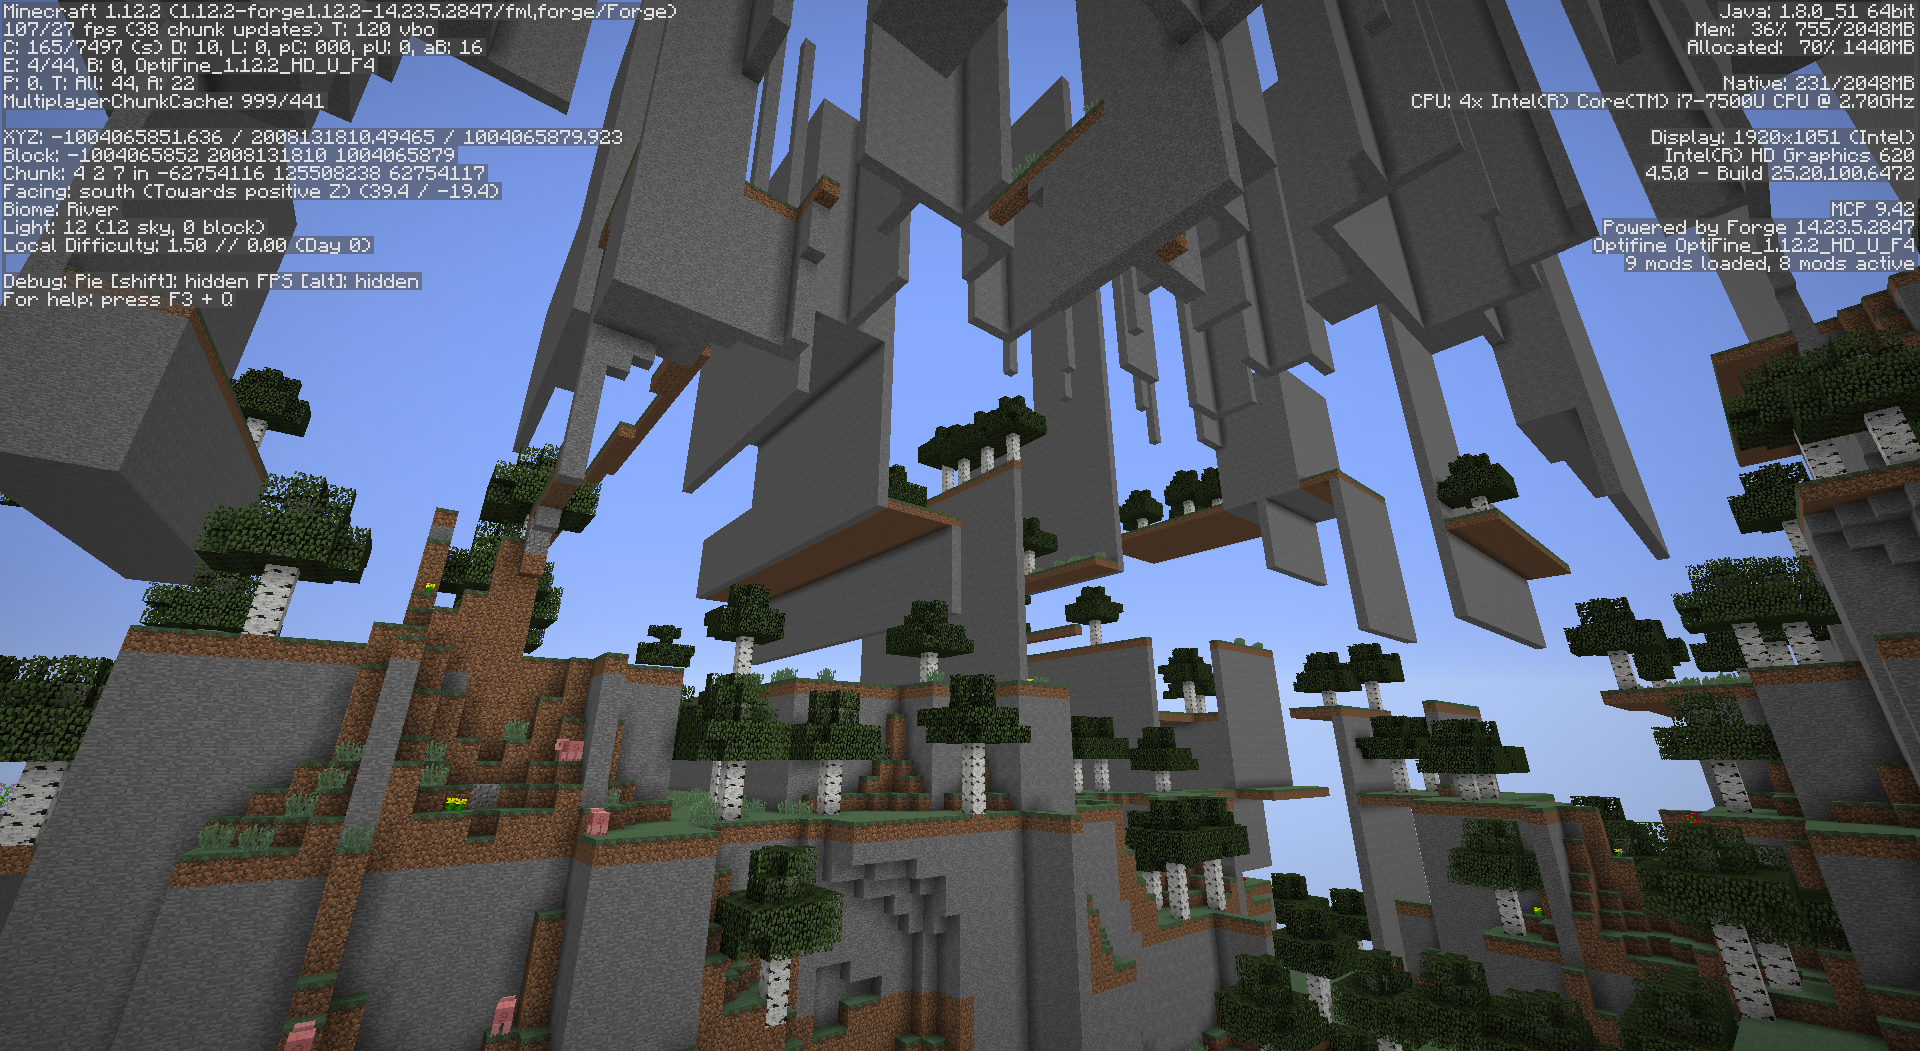 Minecraft 1.12.2 (1.12.2-forge1.12.2-14.23.5.2847/fml,forge/Forge)
107/27 fps (38 chunk updates) T: 120 vbo
C: 165/7497 (s) D: 10, L: 0, pC: 000, pU: 0, aB: 16
E: 4/44, B: 0, OptiFine_1.12.2_HD_U_F4
P: 0. T: All: 44, A: 22
MultiplayerChunkCache: 999/441
XYZ: -1004065851.636 / 2008131810.49465 / 1004065879.923
Block: -1004065852 2008131810 1004065879
Chunk: 4 2 7 in -62754116 125508238 62754117
Facing: south (Towards positive Z) (39.4 / -19.4)
Biome: River
Light: 12 (12 sky, 0 block)
Local Difficulty: 1.50 // 0.00 (Day 0)
Debug: Pie [shift]: hidden FPS [alt]: hidden
For help: press F3 + Q
Java: 1.8.0_51 64bit
Mem: 36% 755/2048MB
Allocated: 70% 1440MB
Native: 231/2048MB
CPU: 4x Intel(R) Core(TM) i7-7500U CPU @ 2.70GHz
Display: 1920x1051 (Intel)
Intel(R) HD Graphics 620
4.5.0 - Build 25.20.100.6472
MCP 9.42
Powered by Forge 14.23.5.2847
Optifine OptiFine_1.12.2_HD_U_F4
9 mods loaded, 8 mods active